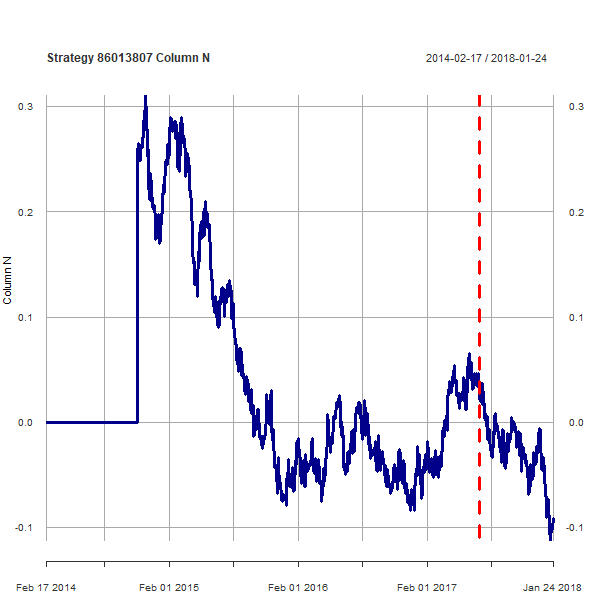 Strategy 86013807 Column N
2014-02-17 / 2018-01-24
0.3 0.3
0.2 0.2
0.1 0.1
0.0 0.0
-0.1 -0.1
Column N
Feb 17 2014 Feb 01 2015 Feb 01 2016 Feb 01 2017 Jan 24 2018